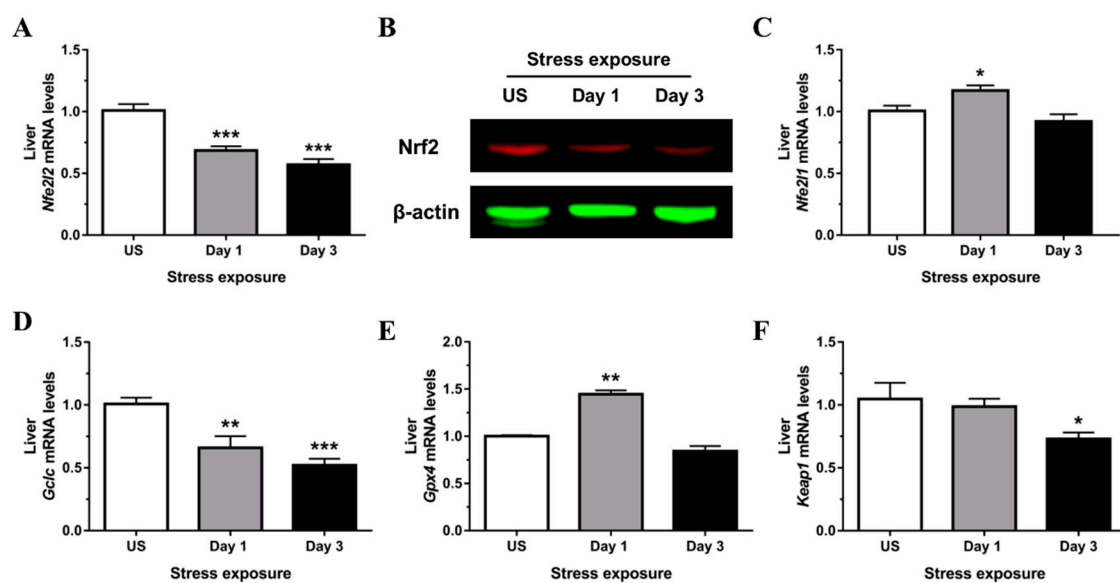 A
Liver
Nfe2l2 mRNA levels
1.5
1.0
0.5
0.0
***
***
US
Day 1
Day 3
Stress exposure
B
Stress exposure
US
Day 1
Day 3
Nrf2
β-actin
C
Liver
Nfe2l1 mRNA levels
1.5
1.0
0.5
0.0
*
US
Day 1
Day 3
Stress exposure
D
Liver
Gclc mRNA levels
1.5
1.0
0.5
0.0
**
***
US
Day 1
Day 3
Stress exposure
E
Liver
Gpx4 mRNA levels
2.0
1.5
1.0
0.5
0.0
**
US
Day 1
Day 3
Stress exposure
F
Liver
Keap1 mRNA levels
1.5
1.0
0.5
0.0
*
US
Day 1
Day 3
Stress exposure